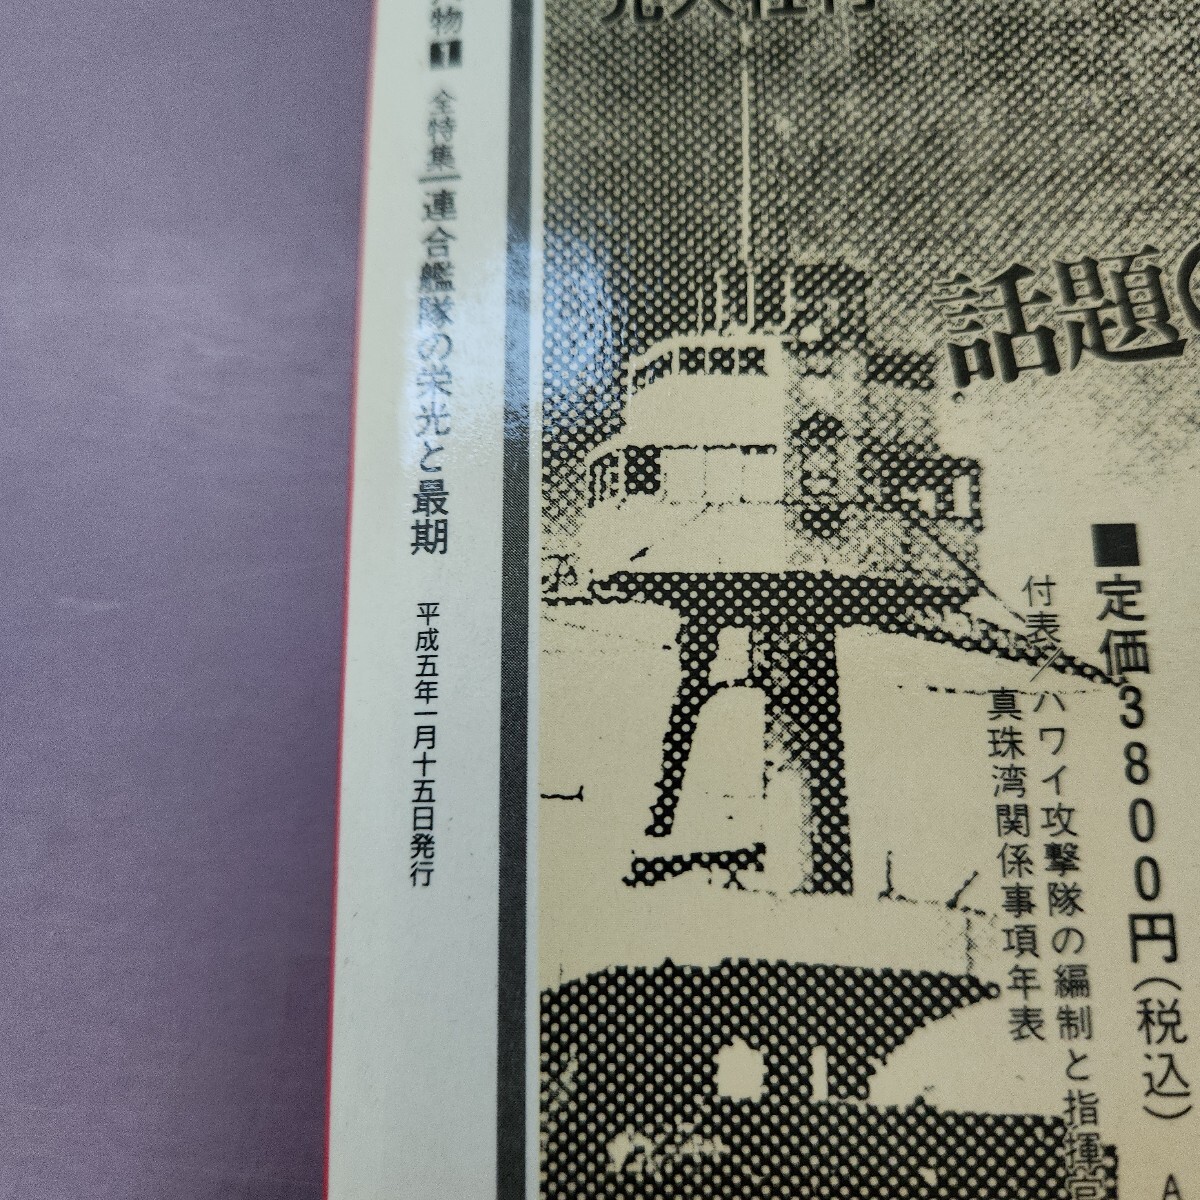 物1 全特集 連合艦隊の栄光と最期 平成五年一月十五日発行
話題
■定価3800円(税込)
付表/ハワイ攻撃隊の編制と指揮官
真珠湾関係事項年表
A